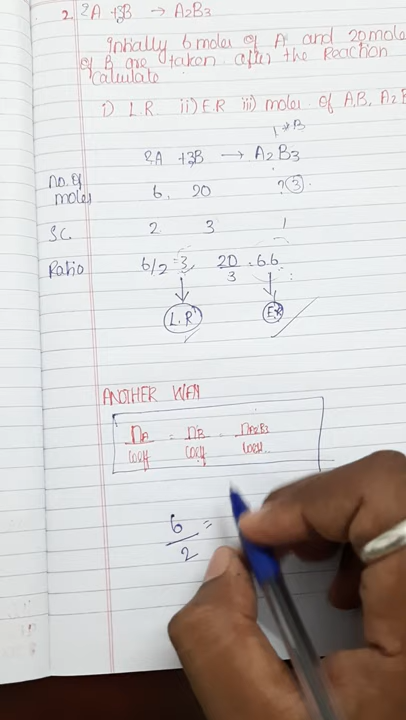 2. 2A + 3B → A2B3
Initially 6 moles of A and 20 moles
of B are taken after the Reaction
Calculate
i) L.R ii) E.R iii) moles of A,B, A2B
2A + 3B → A2B3
No. of
moles 6. 20 ? 3.
S.C. 2 3 1
Ratio 6/2 = 3, 20/3 = 6.6
L.R E.R
ANOTHER WAY
nA/Coeff = nB/Coeff = nA2B3/Coeff.
6/2 =